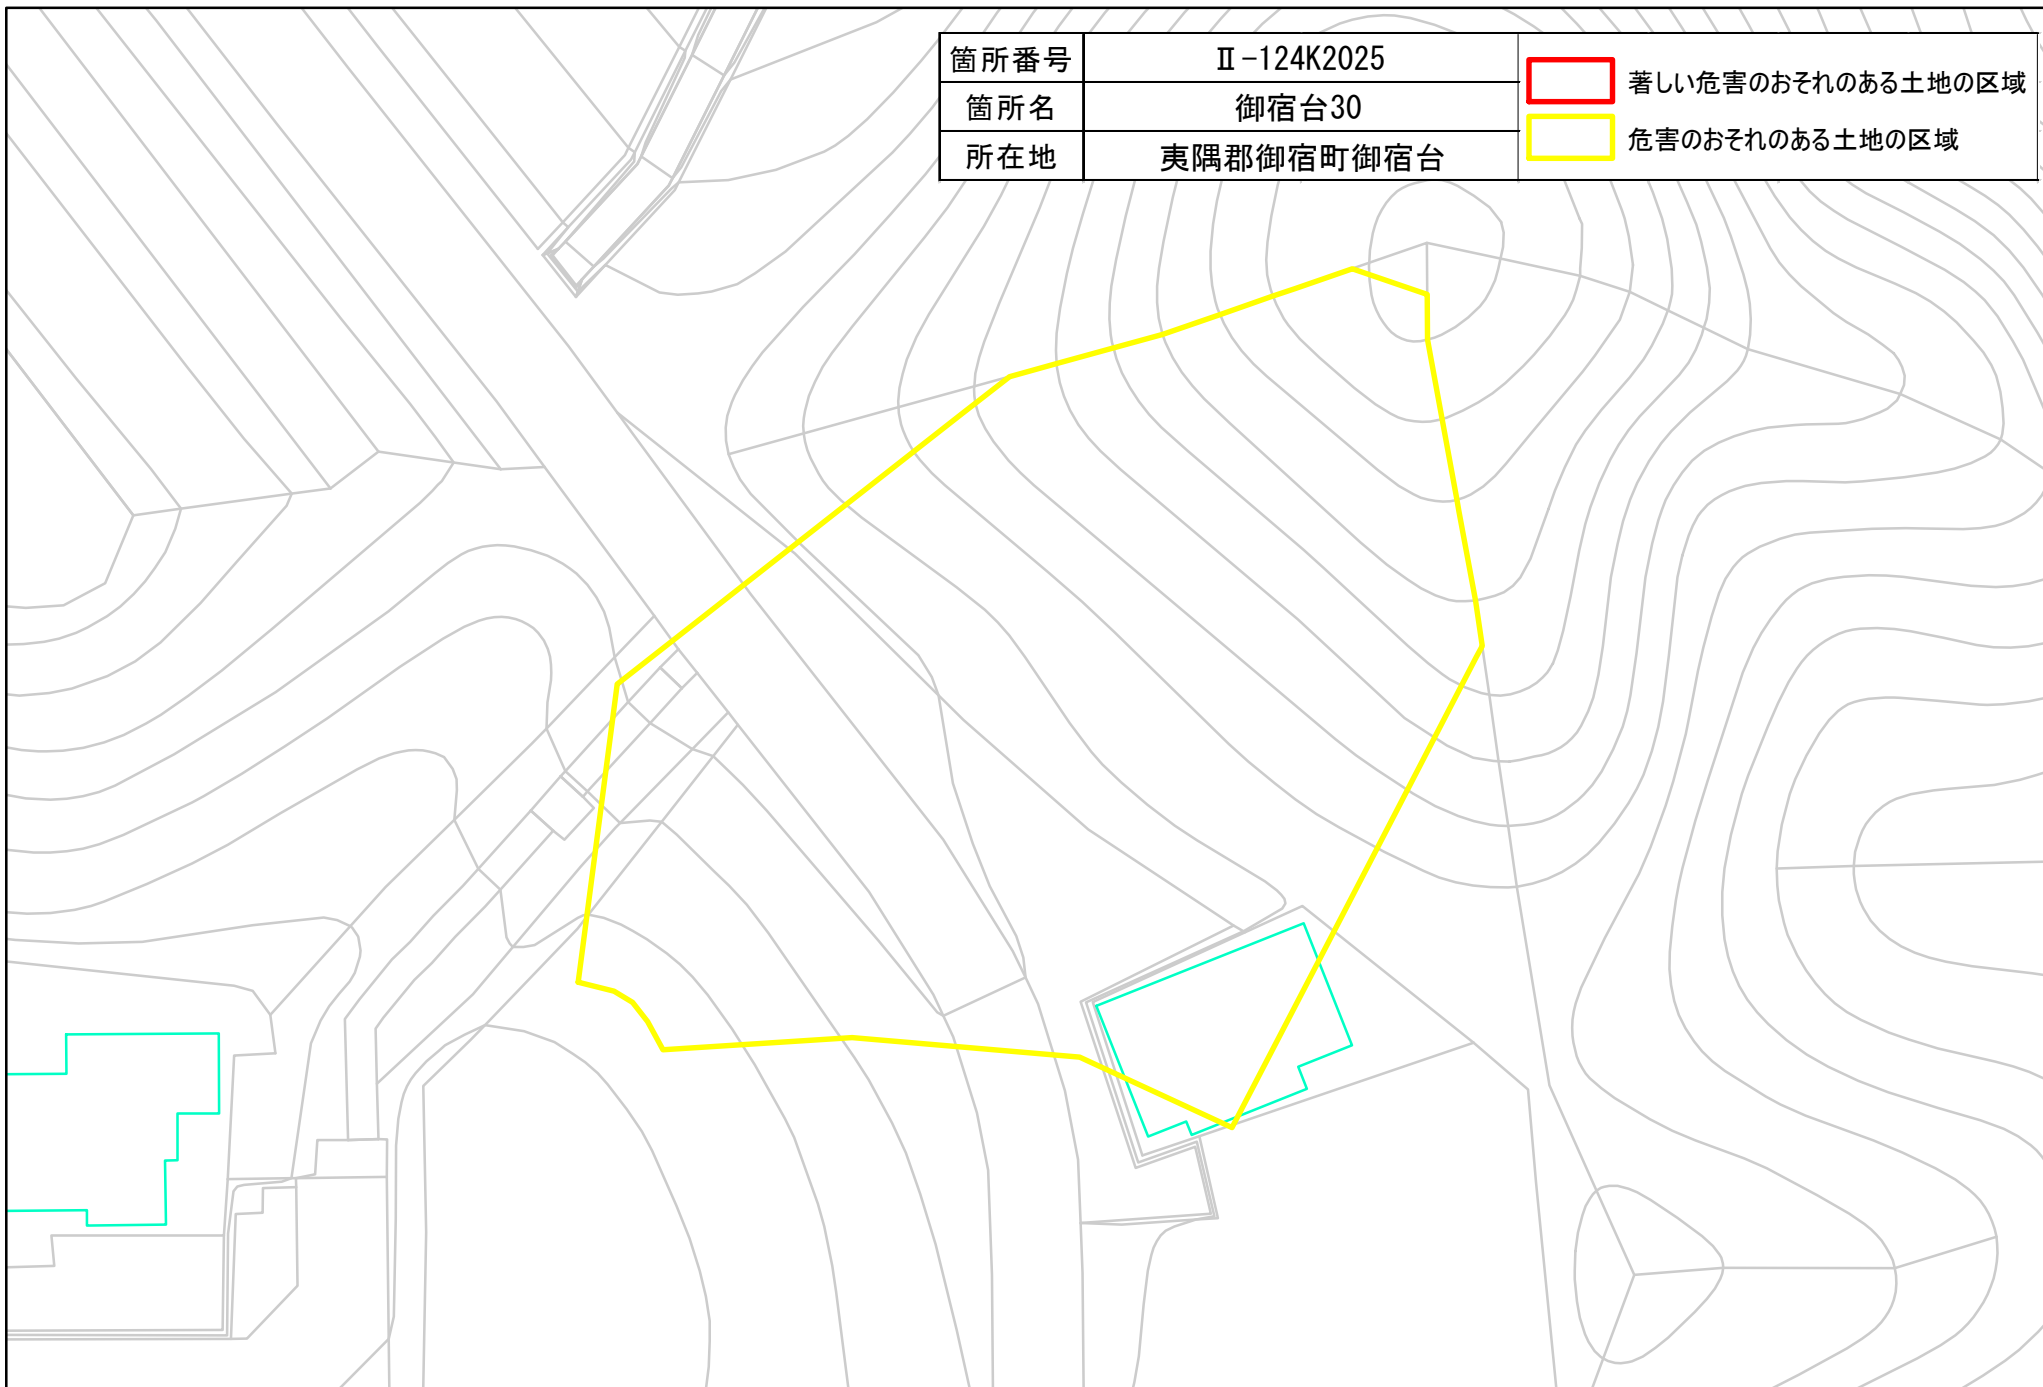 箇所番号 Ⅱ-124K2025
箇所名 御宿台30
所在地 夷隅郡御宿町御宿台
著しい危害のおそれのある土地の区域
危害のおそれのある土地の区域